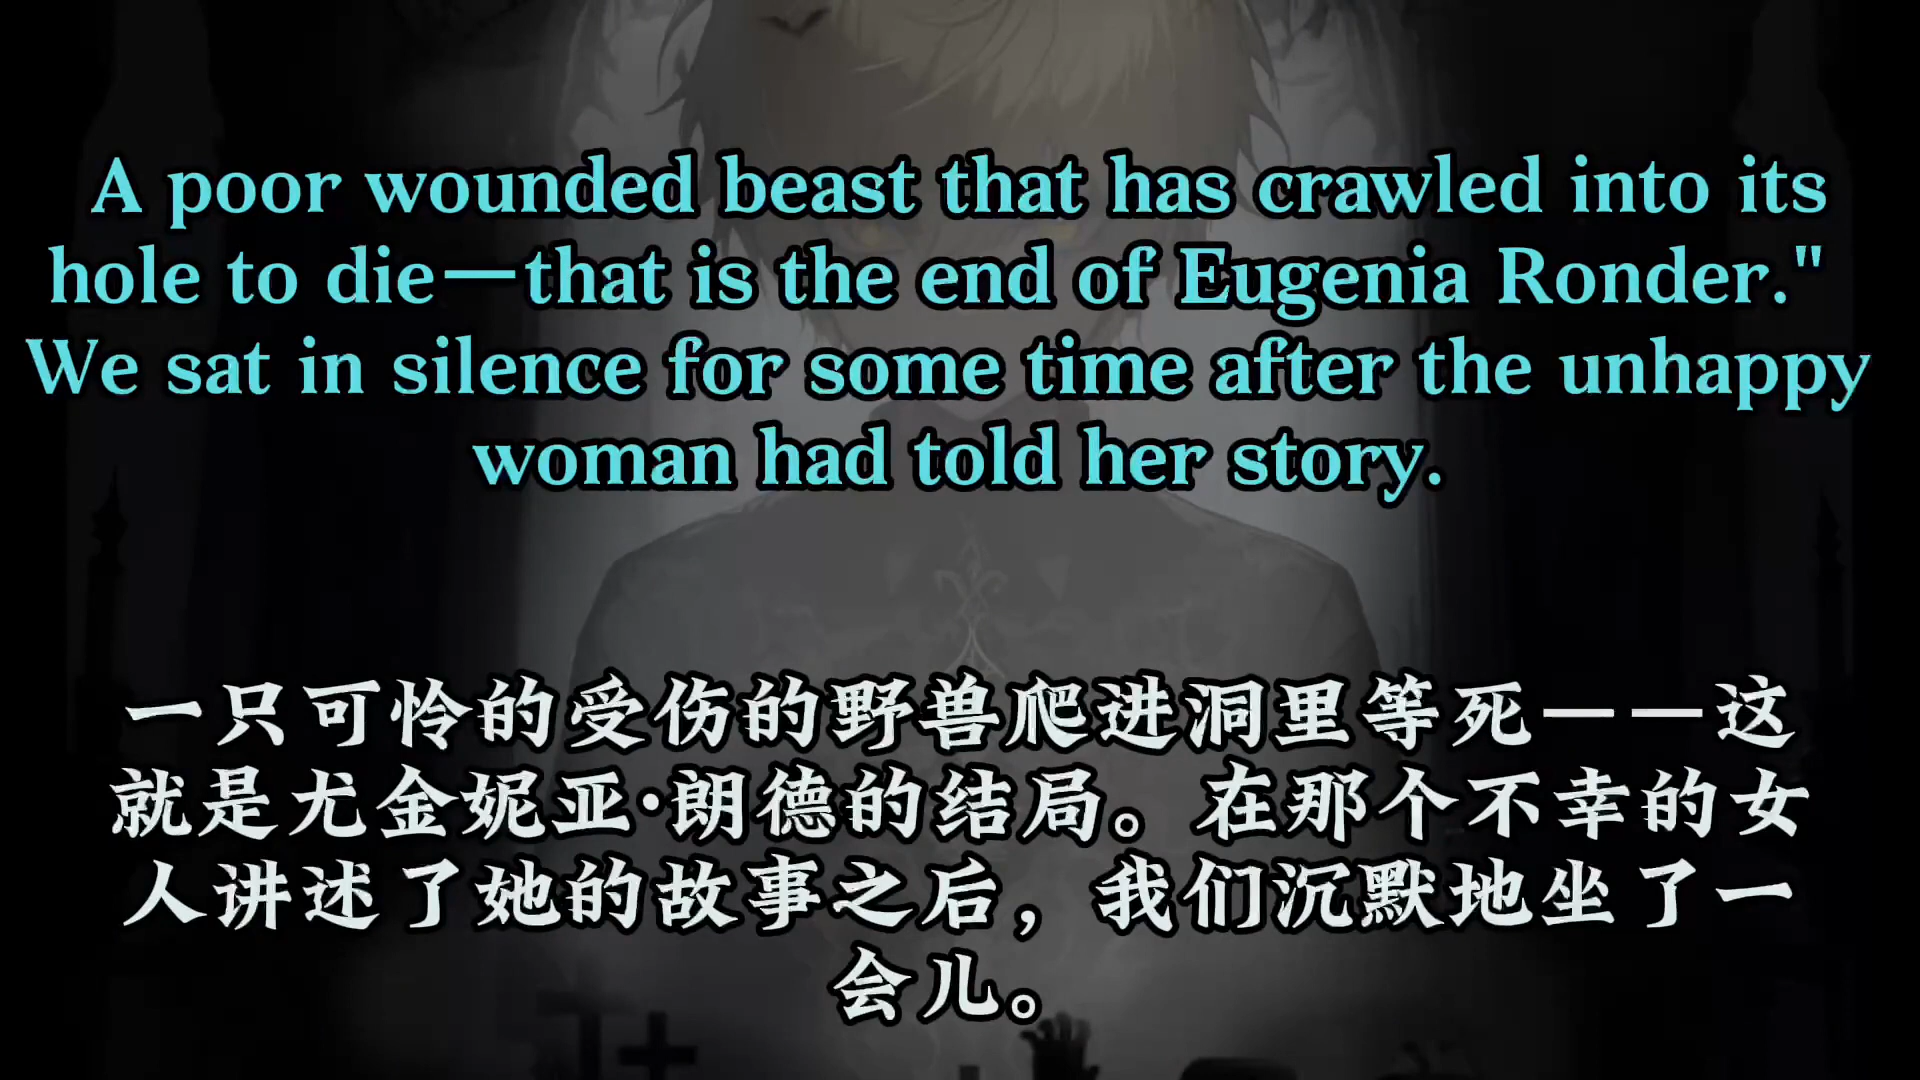 A poor wounded beast that has crawled into its
hole to die—that is the end of Eugenia Ronder."
We sat in silence for some time after the unhappy
woman had told her story.
一只可怜的受伤的野兽爬进洞里等死——这
就是尤金妮亚·朗德的结局。在那个不幸的女
人讲述了她的故事之后，我们沉默地坐了一
会儿。